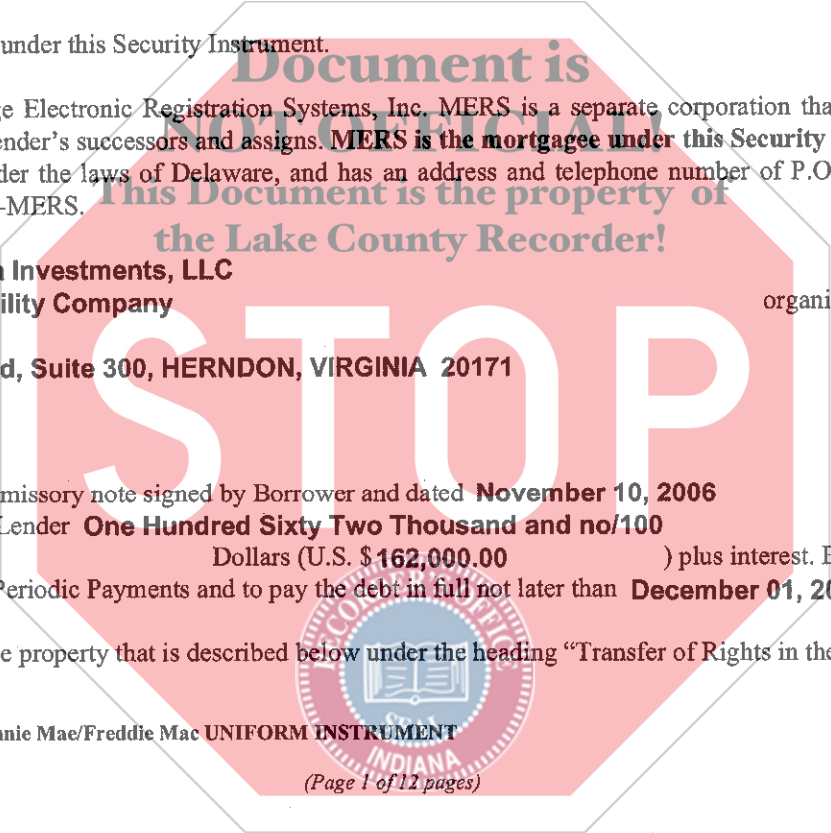 under this Security Instrument.
Document is
ge Electronic Registration Systems, Inc. MERS is a separate corporation tha
NOT OFFICIAL!
ender's successors and assigns. MERS is the mortgagee under this Security
der the laws of Delaware, and has an address and telephone number of P.O
This Document is the property of
-MERS.
the Lake County Recorder!
a Investments, LLC
ility Company organi
STOP
d, Suite 300, HERNDON, VIRGINIA 20171
missory note signed by Borrower and dated November 10, 2006
Lender One Hundred Sixty Two Thousand and no/100
Dollars (U.S. $ 162,000.00 ) plus interest. B
Periodic Payments and to pay the debt in full not later than December 01, 20
RECORDER'S OFFICE
e property that is described below under the heading “Transfer of Rights in the
SEAL
nnie Mae/Freddie Mac UNIFORM INSTRUMENT
INDIANA
(Page 1 of 12 pages)